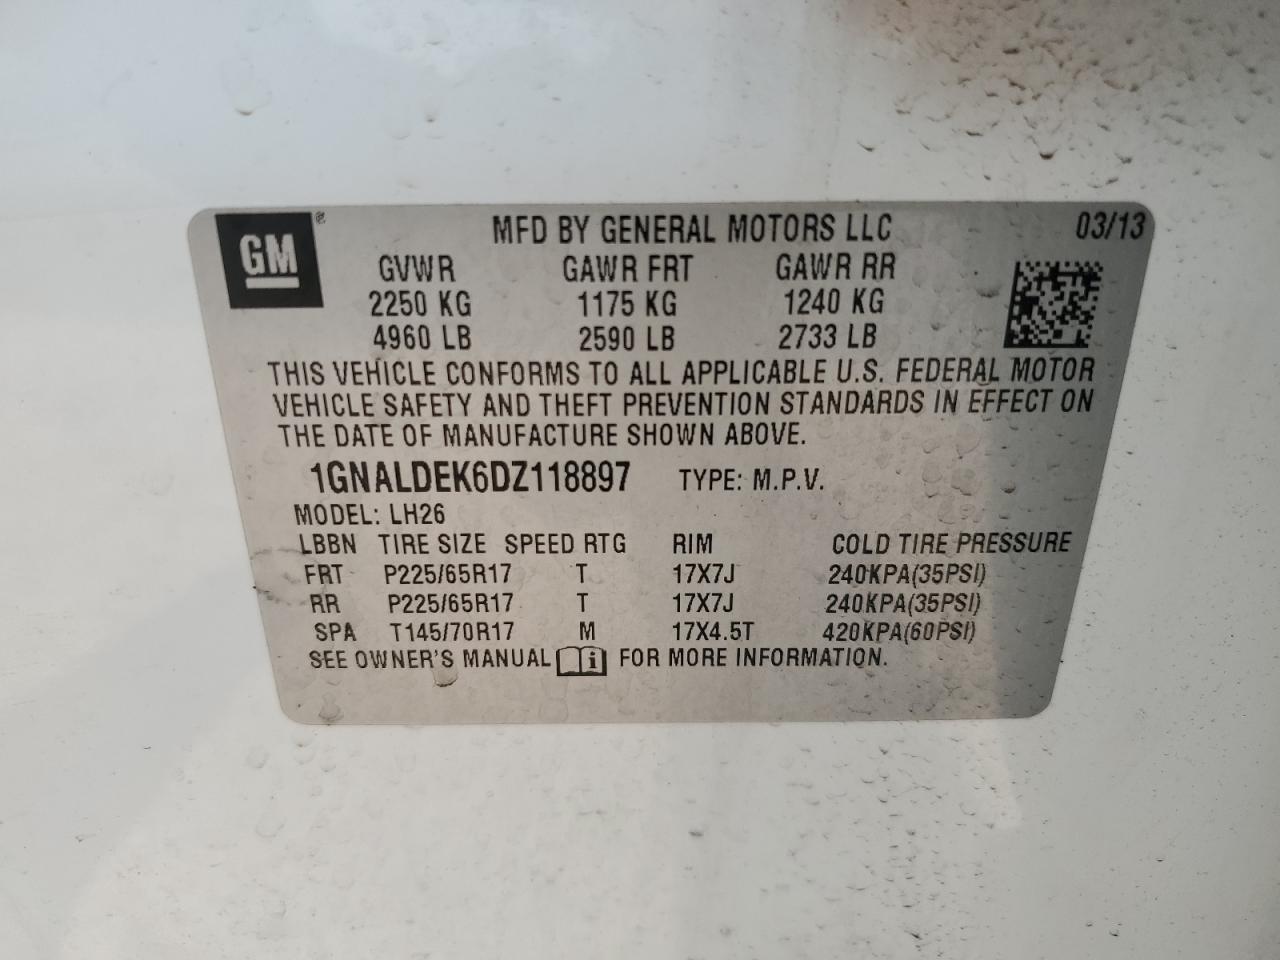 GM ® MFD BY GENERAL MOTORS LLC 03/13
GVWR GAWR FRT GAWR RR
2250 KG 1175 KG 1240 KG
4960 LB 2590 LB 2733 LB
THIS VEHICLE CONFORMS TO ALL APPLICABLE U.S. FEDERAL MOTOR
VEHICLE SAFETY AND THEFT PREVENTION STANDARDS IN EFFECT ON
THE DATE OF MANUFACTURE SHOWN ABOVE.
1GNALDEK6DZ118897 TYPE: M.P.V.
MODEL: LH26
LBBN TIRE SIZE SPEED RTG RIM COLD TIRE PRESSURE
FRT P225/65R17 T 17X7J 240KPA(35PSI)
RR P225/65R17 T 17X7J 240KPA(35PSI)
SPA T145/70R17 M 17X4.5T 420KPA(60PSI)
SEE OWNER'S MANUAL i FOR MORE INFORMATION.